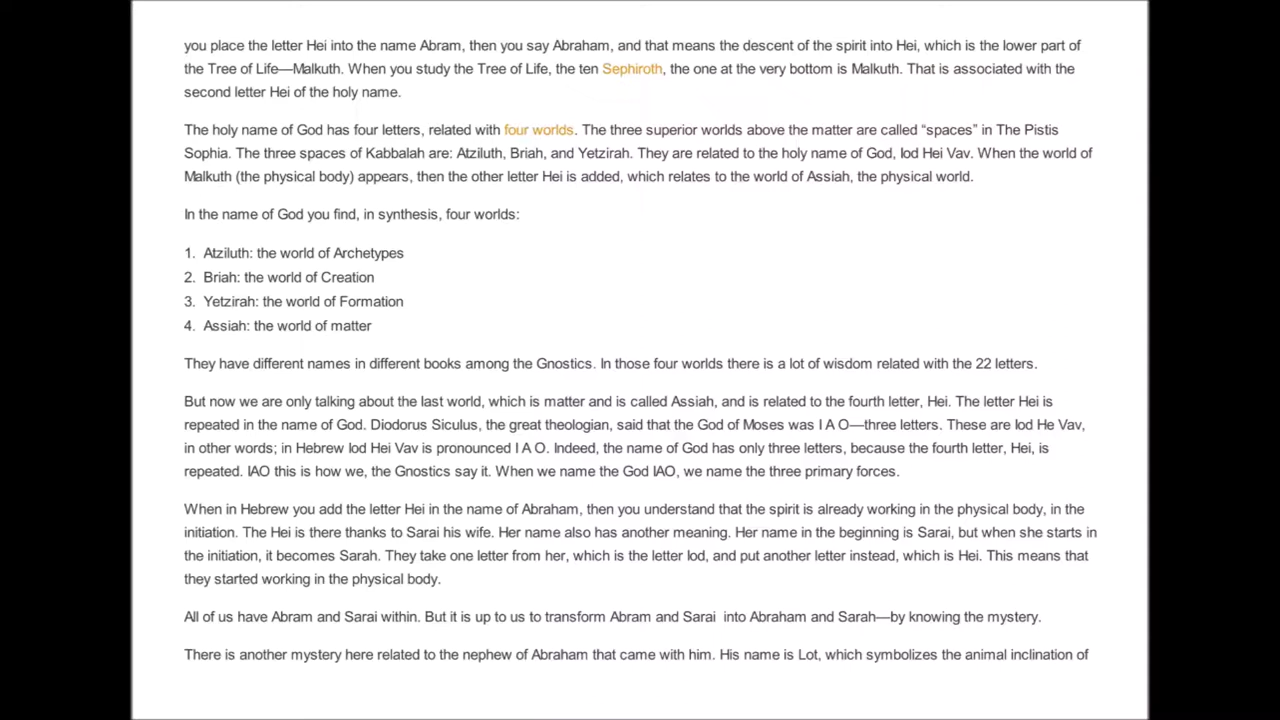 you place the letter Hei into the name Abram, then you say Abraham, and that means the descent of the spirit into Hei, which is the lower part of
the Tree of Life—Malkuth. When you study the Tree of Life, the ten Sephiroth, the one at the very bottom is Malkuth. That is associated with the
second letter Hei of the holy name.
The holy name of God has four letters, related with four worlds. The three superior worlds above the matter are called “spaces” in The Pistis
Sophia. The three spaces of Kabbalah are: Atziluth, Briah, and Yetzirah. They are related to the holy name of God, Iod Hei Vav. When the world of
Malkuth (the physical body) appears, then the other letter Hei is added, which relates to the world of Assiah, the physical world.
In the name of God you find, in synthesis, four worlds:
1. Atziluth: the world of Archetypes
2. Briah: the world of Creation
3. Yetzirah: the world of Formation
4. Assiah: the world of matter
They have different names in different books among the Gnostics. In those four worlds there is a lot of wisdom related with the 22 letters.
But now we are only talking about the last world, which is matter and is called Assiah, and is related to the fourth letter, Hei. The letter Hei is
repeated in the name of God. Diodorus Siculus, the great theologian, said that the God of Moses was I A O—three letters. These are Iod He Vav,
in other words; in Hebrew Iod Hei Vav is pronounced I A O. Indeed, the name of God has only three letters, because the fourth letter, Hei, is
repeated. IAO this is how we, the Gnostics say it. When we name the God IAO, we name the three primary forces.
When in Hebrew you add the letter Hei in the name of Abraham, then you understand that the spirit is already working in the physical body, in the
initiation. The Hei is there thanks to Sarai his wife. Her name also has another meaning. Her name in the beginning is Sarai, but when she starts in
the initiation, it becomes Sarah. They take one letter from her, which is the letter Iod, and put another letter instead, which is Hei. This means that
they started working in the physical body.
All of us have Abram and Sarai within. But it is up to us to transform Abram and Sarai  into Abraham and Sarah—by knowing the mystery.
There is another mystery here related to the nephew of Abraham that came with him. His name is Lot, which symbolizes the animal inclination of